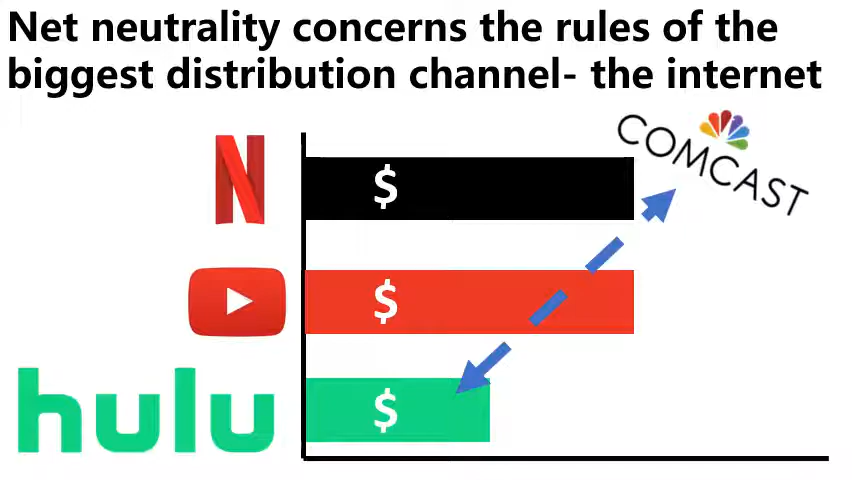 Net neutrality concerns the rules of the
biggest distribution channel- the internet
COMCAST
N
$
$
hulu
$